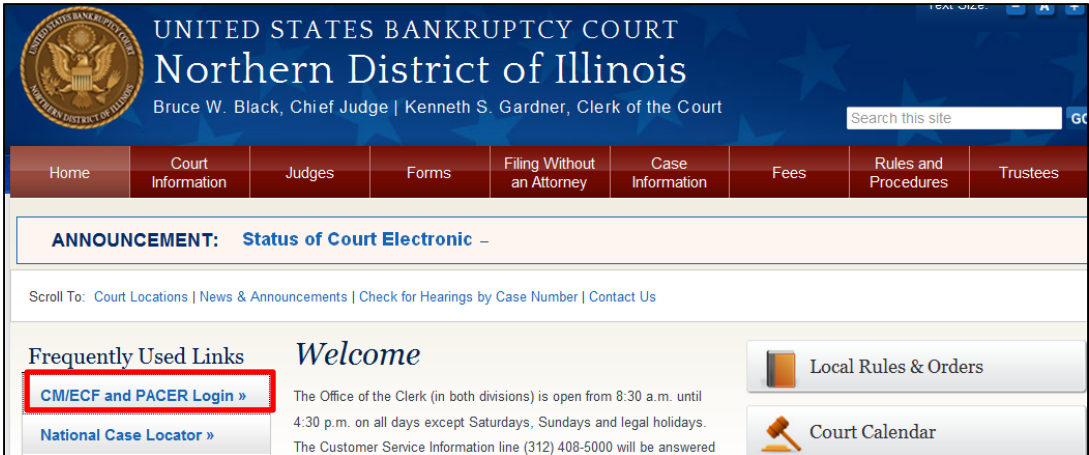 Text Size: - A +
UNITED STATES BANKRUPTCY COURT
Northern District of Illinois
Bruce W. Black, Chief Judge | Kenneth S. Gardner, Clerk of the Court
Search this site
GO
Home
Court
Information
Judges
Forms
Filing Without
an Attorney
Case
Information
Fees
Rules and
Procedures
Trustees
ANNOUNCEMENT: Status of Court Electronic –
Scroll To: Court Locations | News & Announcements | Check for Hearings by Case Number | Contact Us
Frequently Used Links
CM/ECF and PACER Login »
National Case Locator »
Welcome
The Office of the Clerk (in both divisions) is open from 8:30 a.m. until
4:30 p.m. on all days except Saturdays, Sundays and legal holidays.
The Customer Service Information line (312) 408-5000 will be answered
Local Rules & Orders
Court Calendar